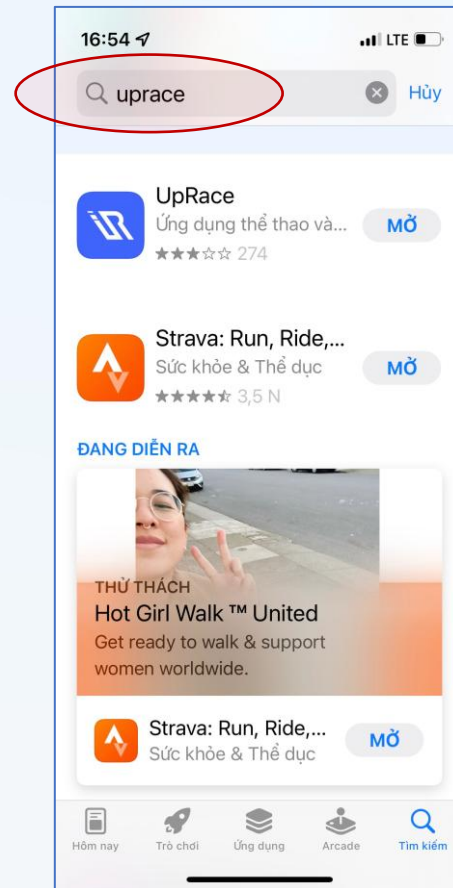 16:54
LTE
uprace
Hủy
UpRace
Ứng dụng thể thao và...
MỞ
274
Strava: Run, Ride,...
Sức khỏe & Thể dục
MỞ
3,5 N
ĐANG DIỄN RA
THỬ THÁCH
Hot Girl Walk ™ United
Get ready to walk & support
women worldwide.
Strava: Run, Ride,...
Sức khỏe & Thể dục
MỞ
Hôm nay
Trò chơi
Ứng dụng
Arcade
Tìm kiếm